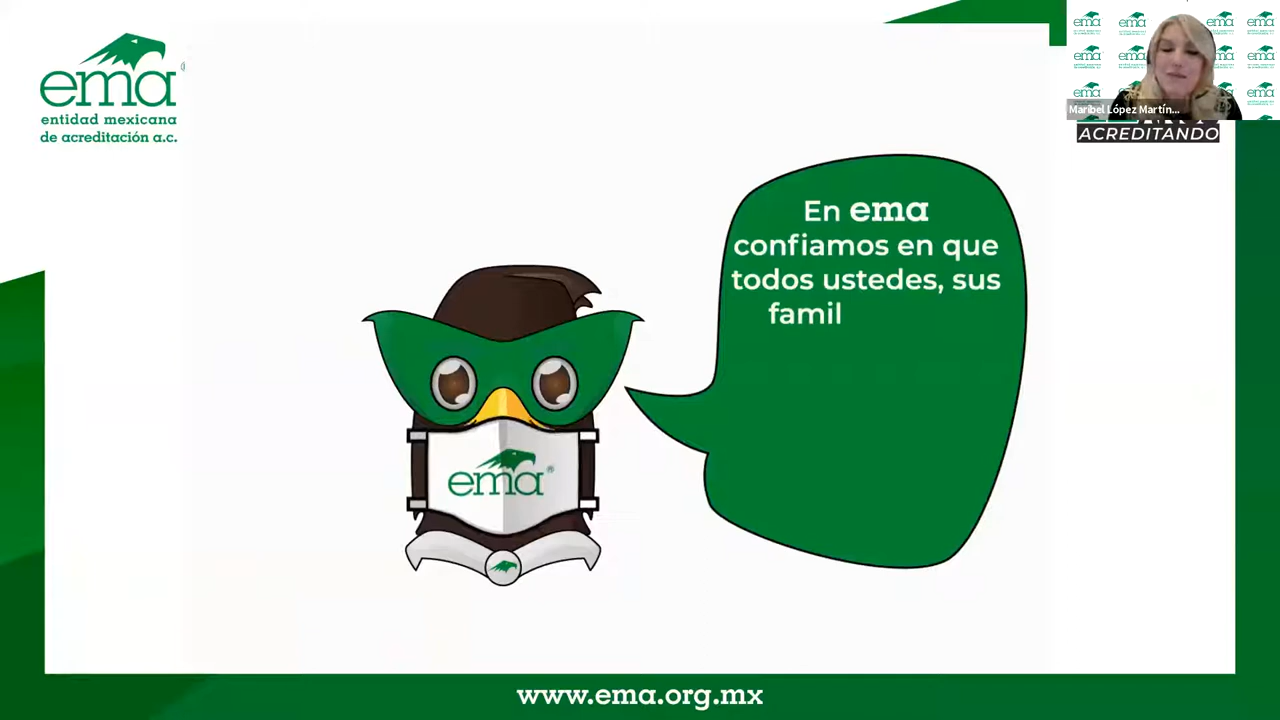 ema
entidad mexicana
de acreditación a.c.
Maribel López Martín...
ACREDITANDO
En ema
confiamos en que
todos ustedes, sus
famil
ema®
www.ema.org.mx